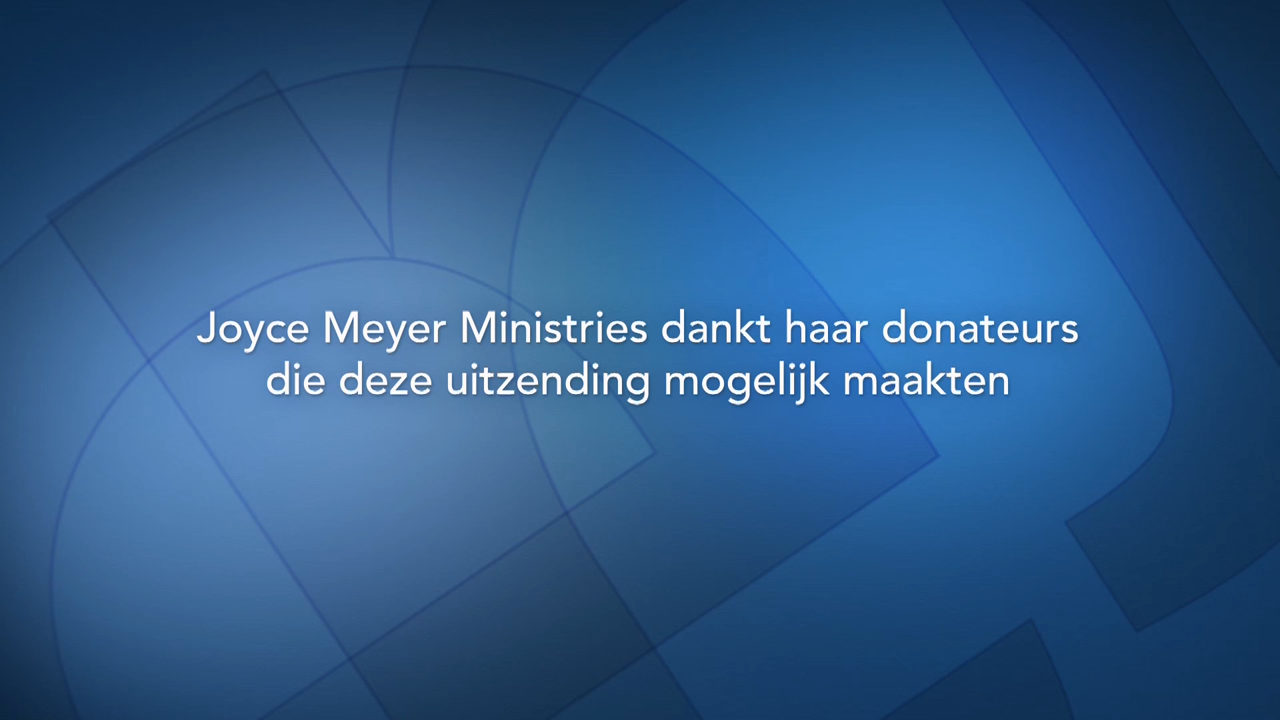 Joyce Meyer Ministries dankt haar donateurs
die deze uitzending mogelijk maakten